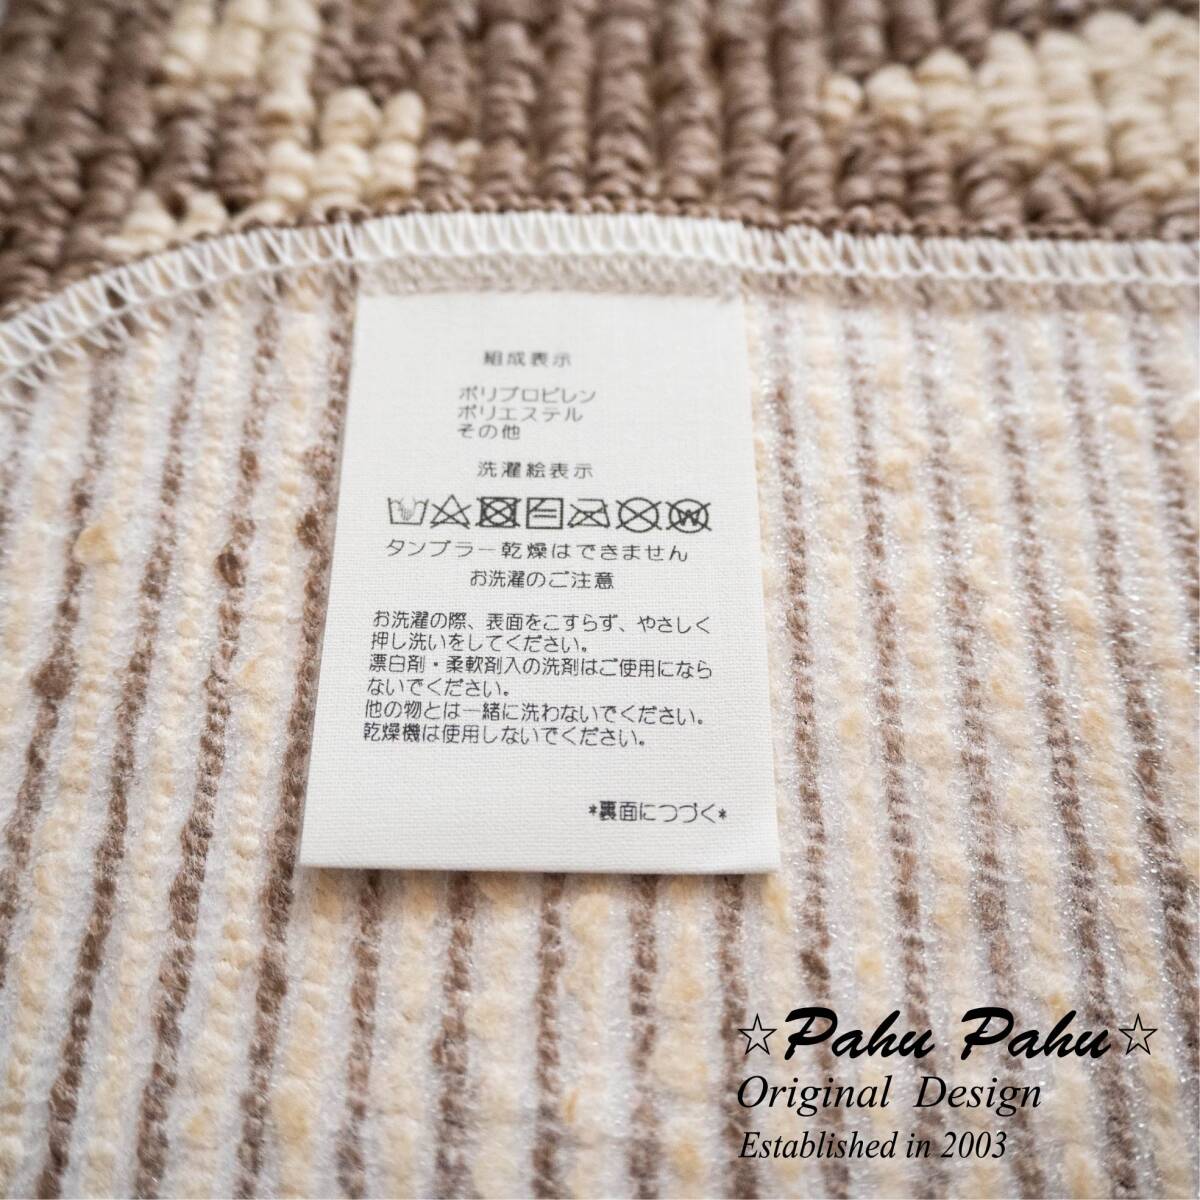 組成表示
ポリプロピレン
ポリエステル
その他
洗濯絵表示
タンブラー乾燥はできません
お洗濯のご注意
お洗濯の際、表面をこすらず、やさしく
押し洗いをしてください。
漂白剤・柔軟剤入の洗剤はご使用になら
ないでください。
他の物とは一緒に洗わないでください。
乾燥機は使用しないでください。
*裏面につづく*
☆Pahu Pahu☆
Original Design
Established in 2003